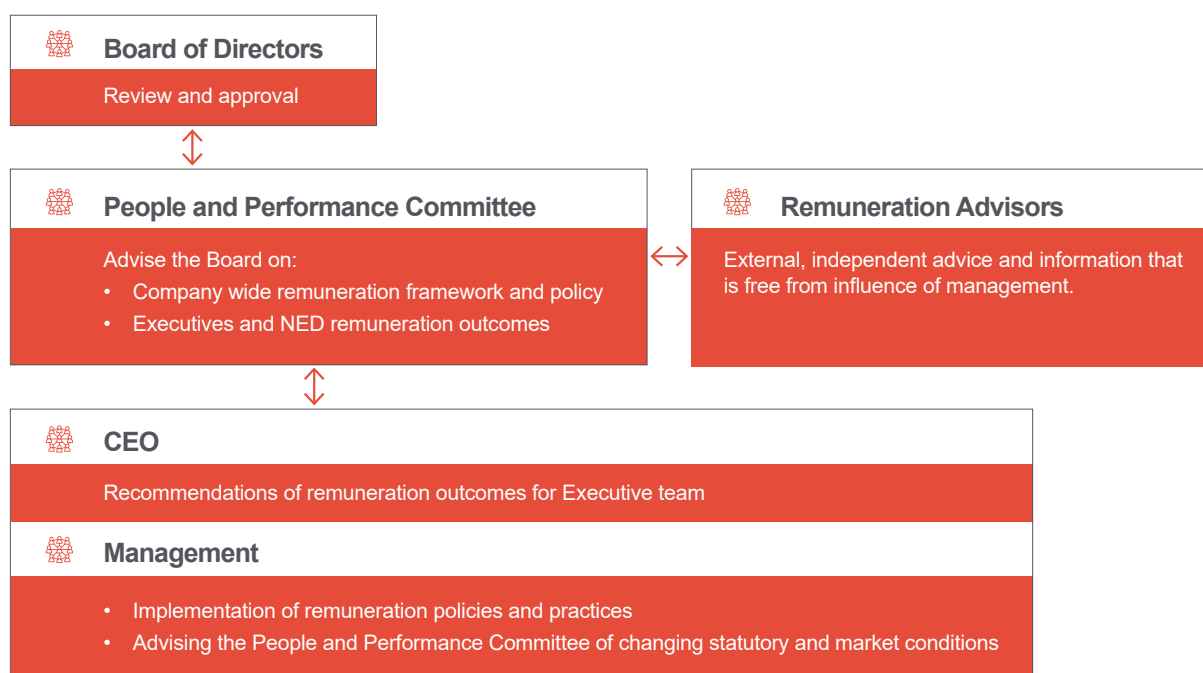 Board of Directors
Review and approval
People and Performance Committee
Advise the Board on:
• Company wide remuneration framework and policy
• Executives and NED remuneration outcomes
Remuneration Advisors
External, independent advice and information that
is free from influence of management.
CEO
Recommendations of remuneration outcomes for Executive team
Management
• Implementation of remuneration policies and practices
• Advising the People and Performance Committee of changing statutory and market conditions